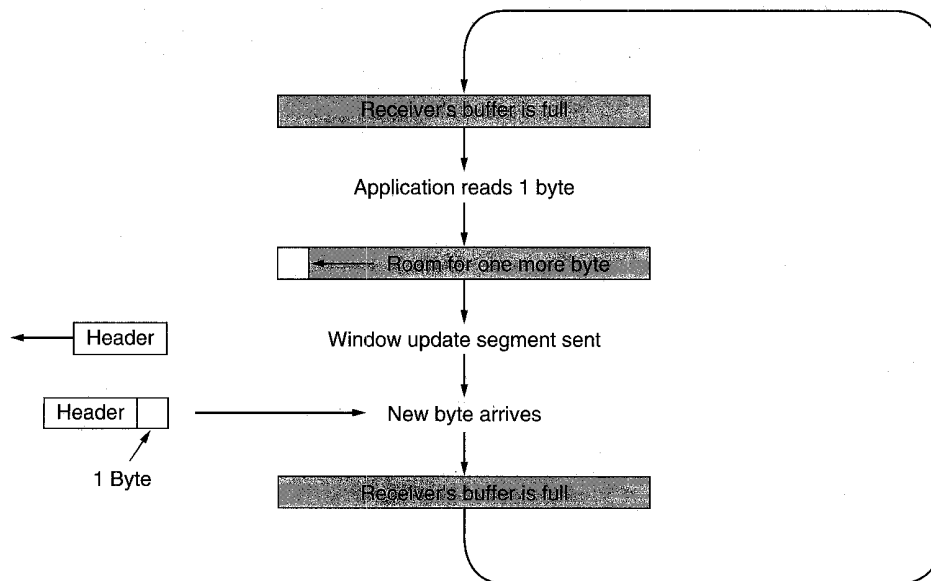 Receiver's buffer is full
Application reads 1 byte
Room for one more byte
Header
Window update segment sent
Header
New byte arrives
1 Byte
Receiver's buffer is full